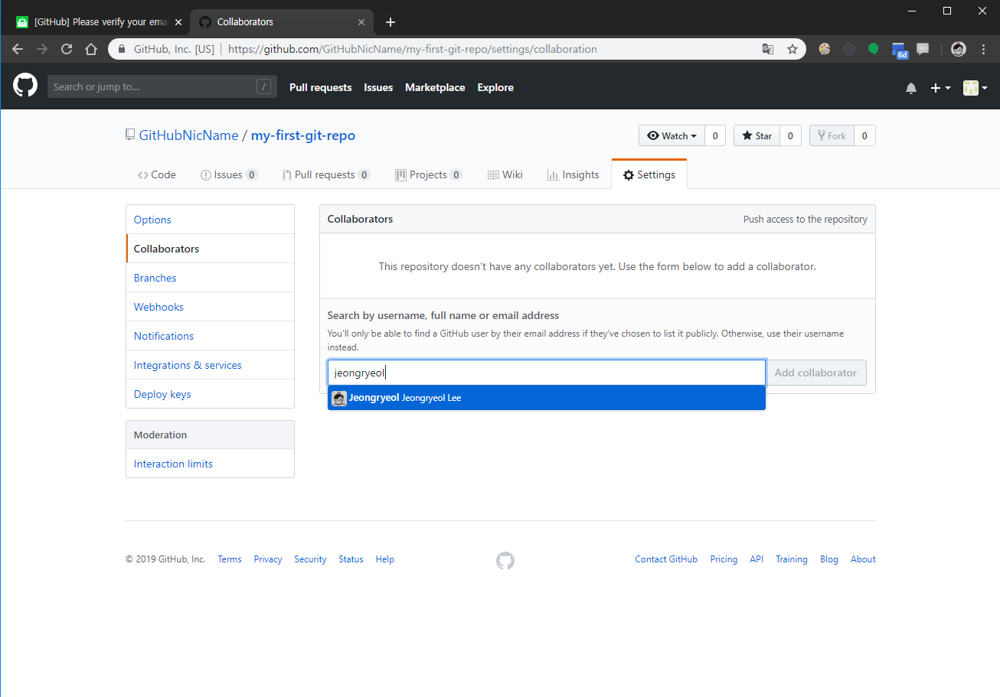 [GitHub] Please verify your ema
Collaborators
GitHub, Inc. [US] | https://github.com/GitHubNicName/my-first-git-repo/settings/collaboration
6d
Search or jump to... /
Pull requests Issues Marketplace Explore
GitHubNicName / my-first-git-repo
Watch 0 Star 0 Fork 0
Code Issues 0 Pull requests 0 Projects 0 Wiki Insights Settings
Options
Collaborators
Branches
Webhooks
Notifications
Integrations & services
Deploy keys
Moderation
Interaction limits
Collaborators Push access to the repository
This repository doesn’t have any collaborators yet. Use the form below to add a collaborator.
Search by username, full name or email address
You’ll only be able to find a GitHub user by their email address if they’ve chosen to list it publicly. Otherwise, use their username
instead.
jeongryeol Add collaborator
Jeongryeol Jeongryeol Lee
© 2019 GitHub, Inc. Terms Privacy Security Status Help Contact GitHub Pricing API Training Blog About